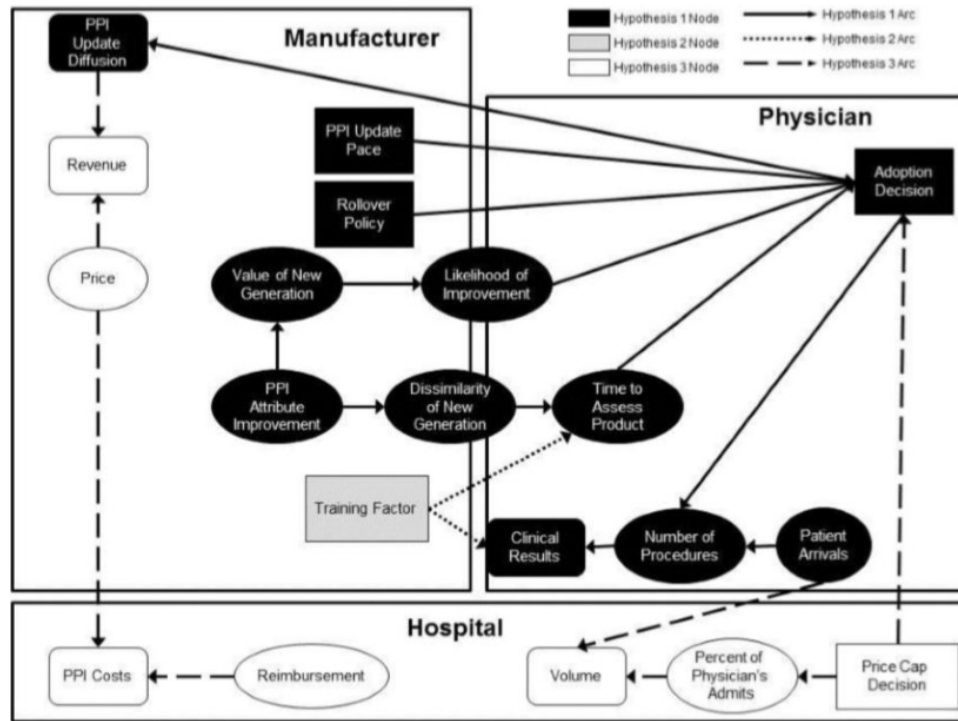 PPI
Update
Diffusion
Manufacturer
Hypothesis 1 Node
Hypothesis 1 Arc
Hypothesis 2 Node
Hypothesis 2 Arc
Hypothesis 3 Node
Hypothesis 3 Arc
Physician
PPI Update
Pace
Revenue
Adoption
Decision
Rollover
Policy
Price
Value of New
Generation
Likelihood of
Improvement
PPI
Attribute
Improvement
Dissimilarity
of New
Generation
Time to
Assess
Product
Training Factor
Clinical
Results
Number of
Procedures
Patient
Arrivals
Hospital
PPI Costs
Reimbursement
Volume
Percent of
Physician's
Admits
Price Cap
Decision